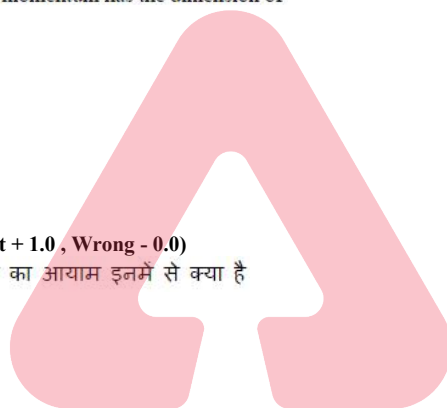 momentum has the dimension of
t + 1.0 , Wrong - 0.0)
का आयाम इनमें से क्या है